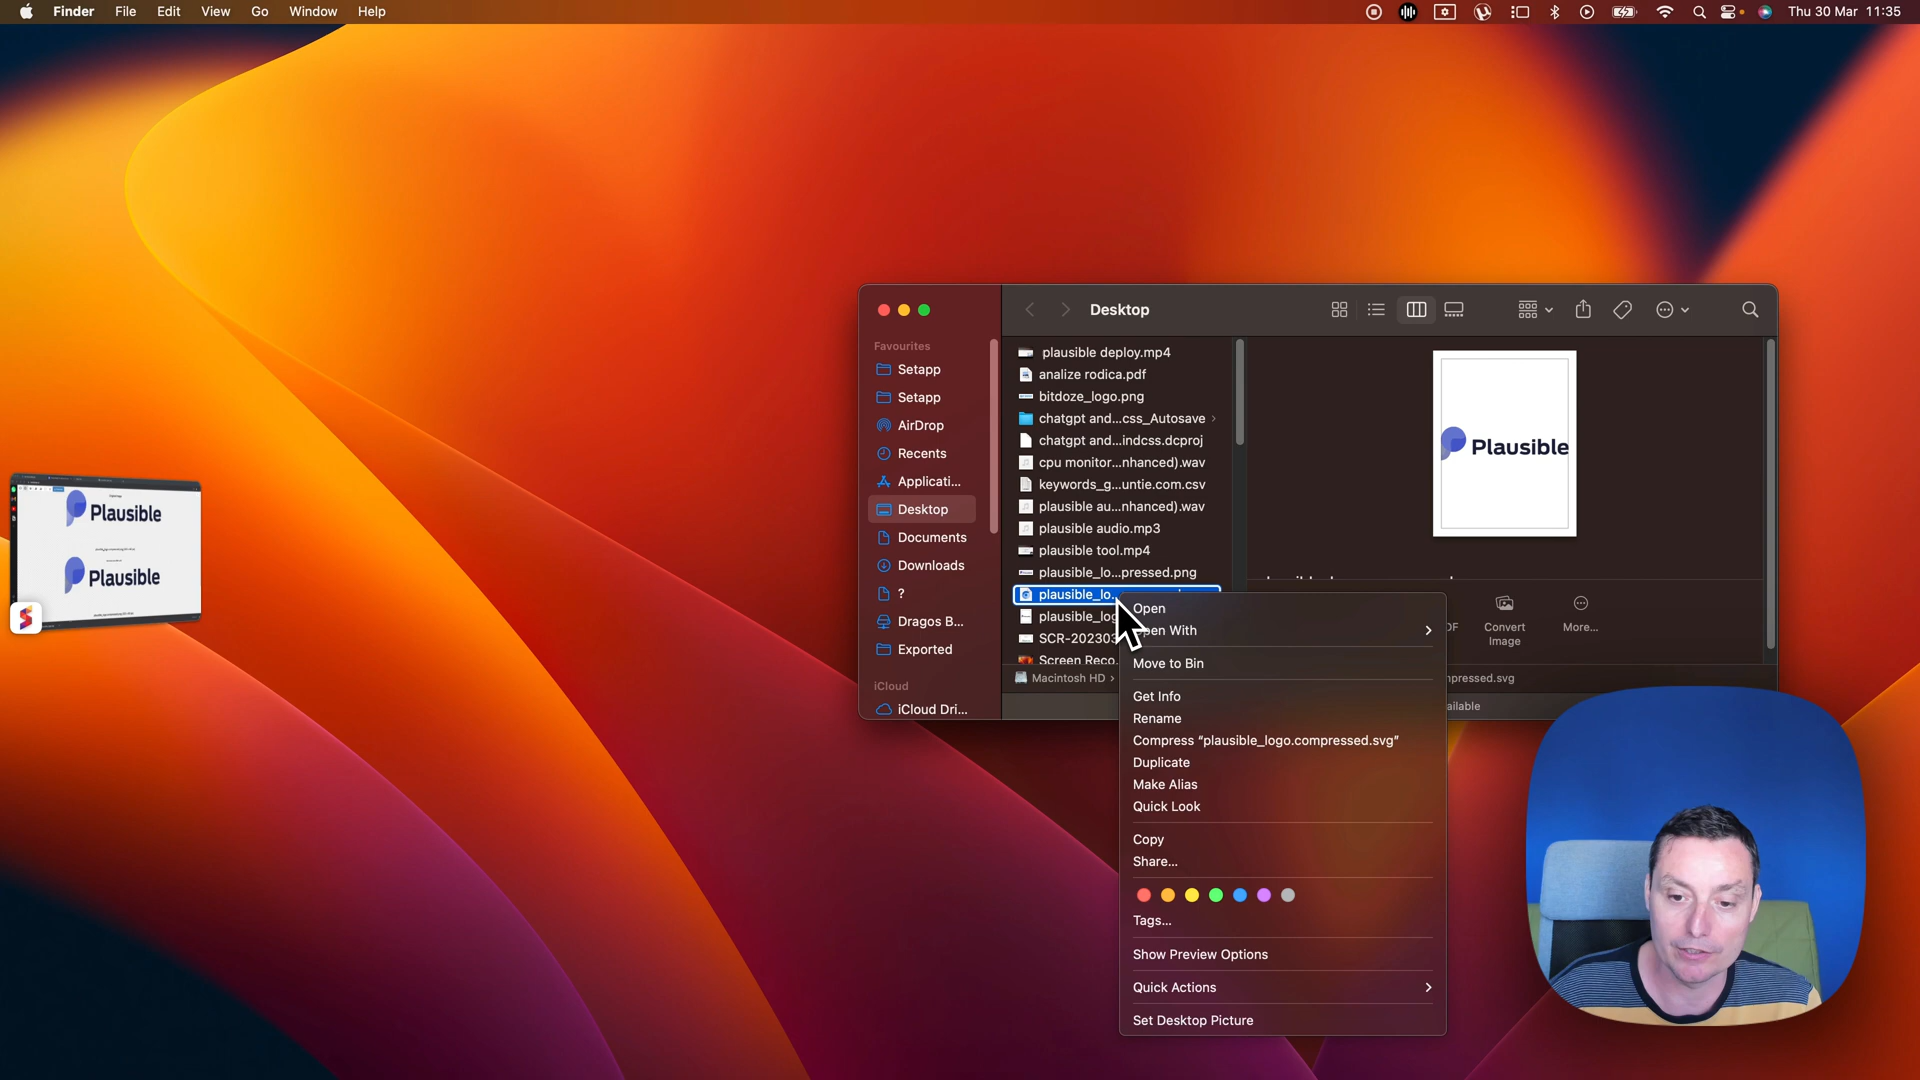 Finder File Edit View Go Window Help
Thu 30 Mar 11:35
Desktop
Favourites
Setapp
Setapp
AirDrop
Recents
Applicati...
Desktop
Documents
Downloads
?
Dragos B...
Exported
iCloud
iCloud Dri...
plausible deploy.mp4
analize rodica.pdf
bitdoze_logo.png
chatgpt and...css_Autosave
chatgpt and...indcss.dcproj
cpu monitor...nhanced).wav
keywords_g...untie.com.csv
plausible au...nhanced).wav
plausible audio.mp3
plausible tool.mp4
plausible_lo...pressed.png
plausible_lo...
plausible_log
SCR-202303
Screen Reco
Macintosh HD
Plausible
Convert
Image
More...
mpressed.svg
ailable
Open
Open With
Move to Bin
Get Info
Rename
Compress “plausible_logo.compressed.svg”
Duplicate
Make Alias
Quick Look
Copy
Share...
Tags...
Show Preview Options
Quick Actions
Set Desktop Picture
Plausible
Plausible